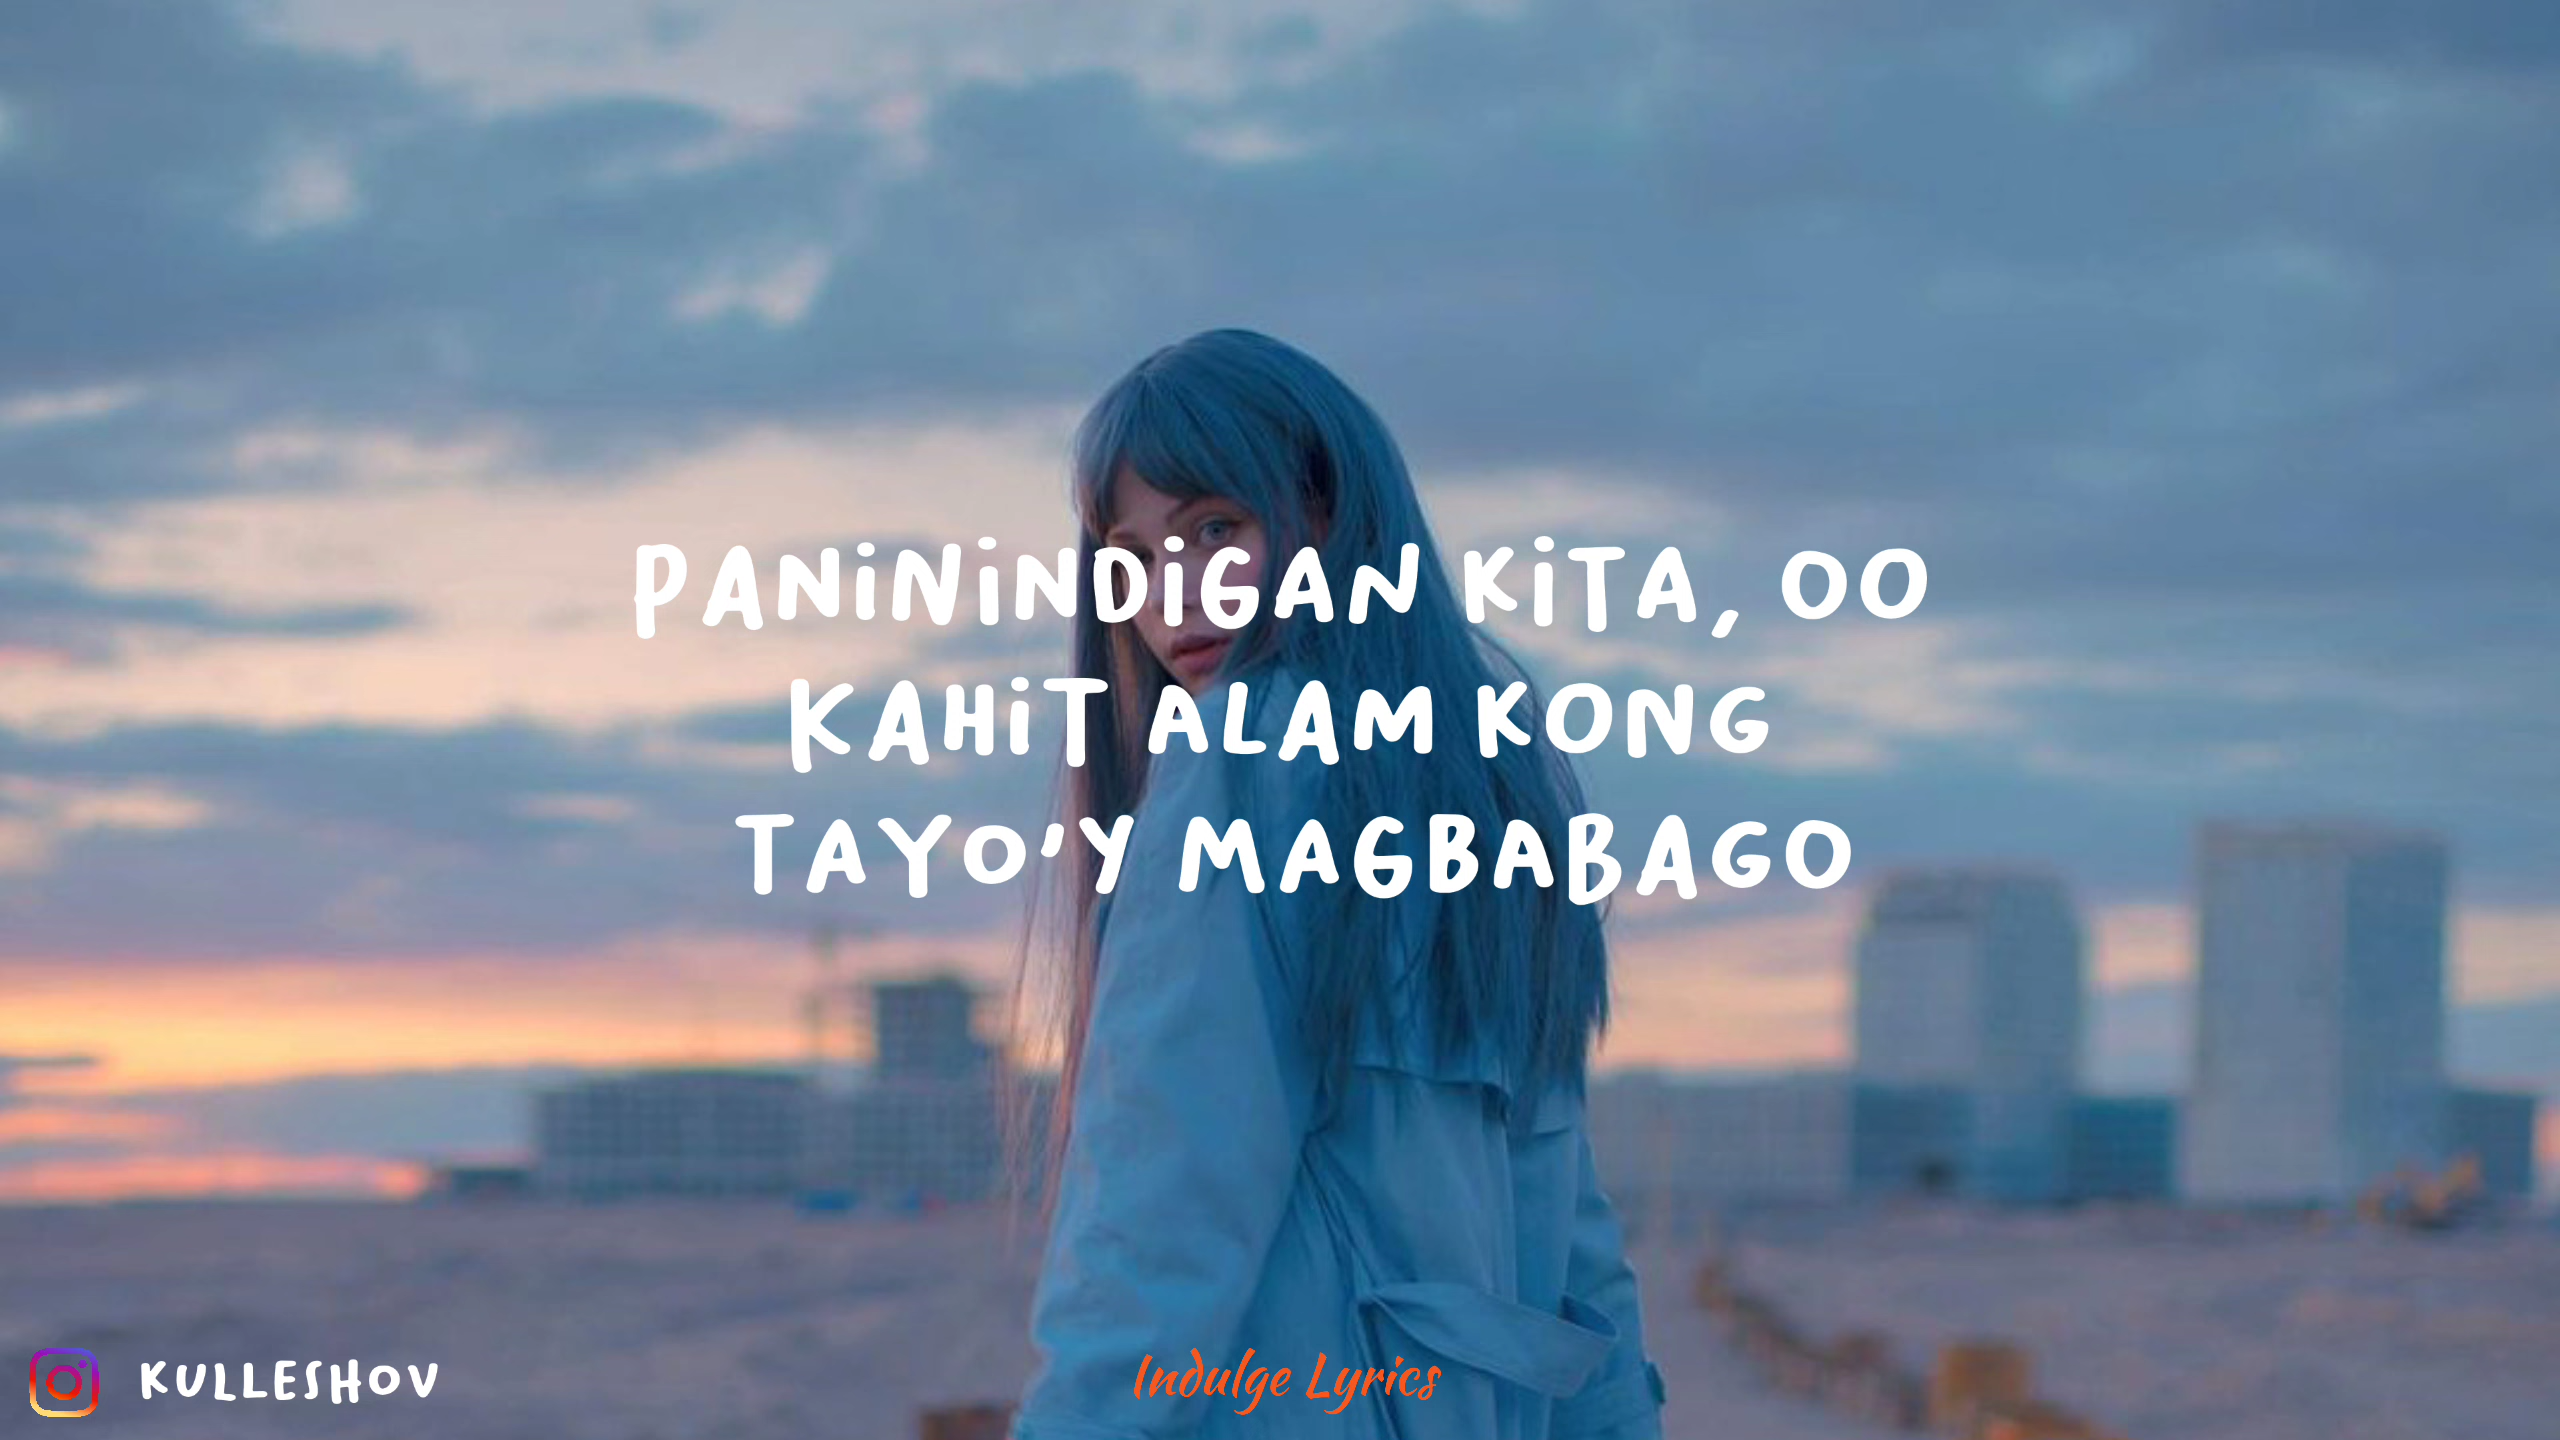 PANiNiNDiGAN KiTA, OO
KAHiT ALAM KONG
TAYO'Y MAGBABAGO
KULLESHOV
Indulge Lyrics